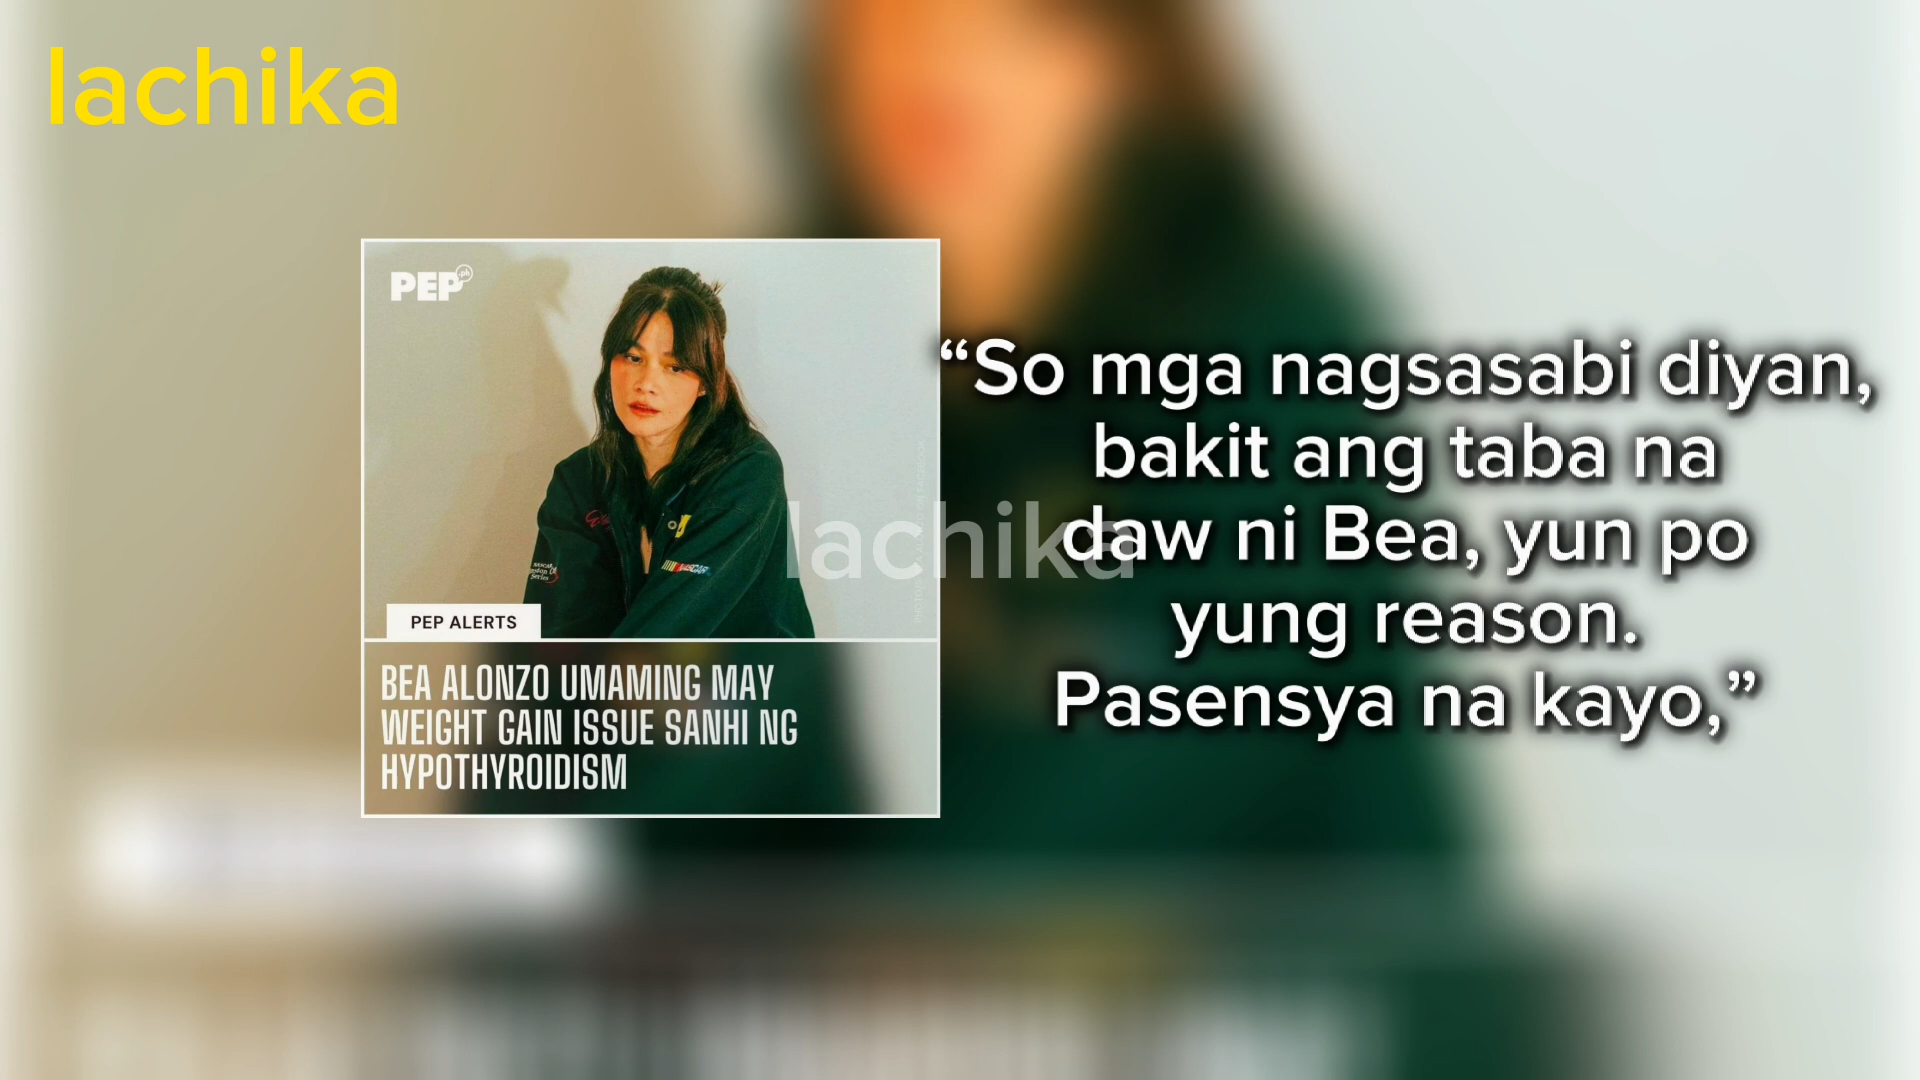 lachika
PEP.ph
PEP ALERTS
BEA ALONZO UMAMING MAY
WEIGHT GAIN ISSUE SANHI NG
HYPOTHYROIDISM
lachika
“So mga nagsasabi diyan,
bakit ang taba na
daw ni Bea, yun po
yung reason.
Pasensya na kayo,”